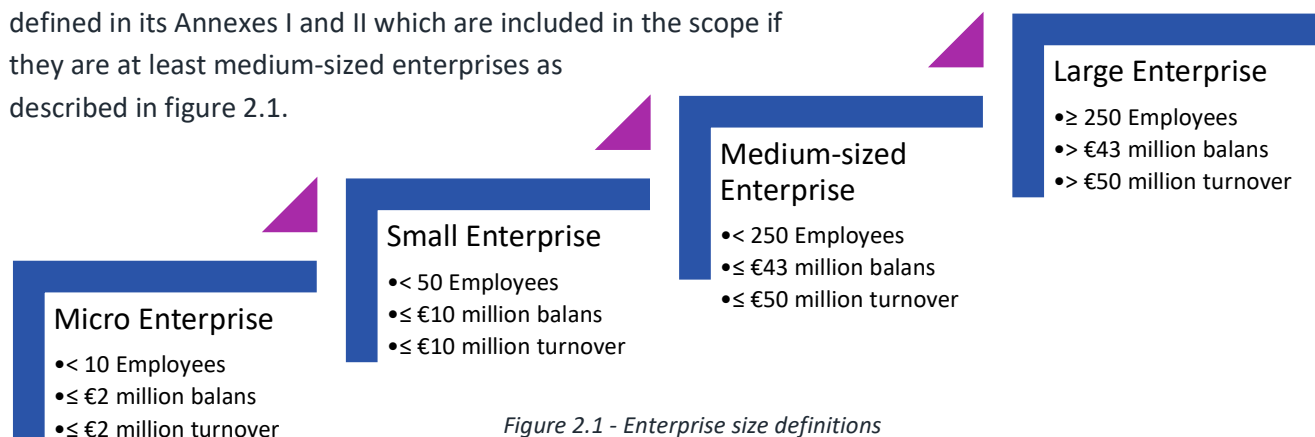 defined in its Annexes I and II which are included in the scope if
they are at least medium-sized enterprises as
described in figure 2.1.
Micro Enterprise
•< 10 Employees
•≤ €2 million balans
•≤ €2 million turnover
Small Enterprise
•< 50 Employees
•≤ €10 million balans
•≤ €10 million turnover
Medium-sized
Enterprise
•< 250 Employees
•≤ €43 million balans
•≤ €50 million turnover
Large Enterprise
•≥ 250 Employees
•> €43 million balans
•> €50 million turnover
Figure 2.1 - Enterprise size definitions